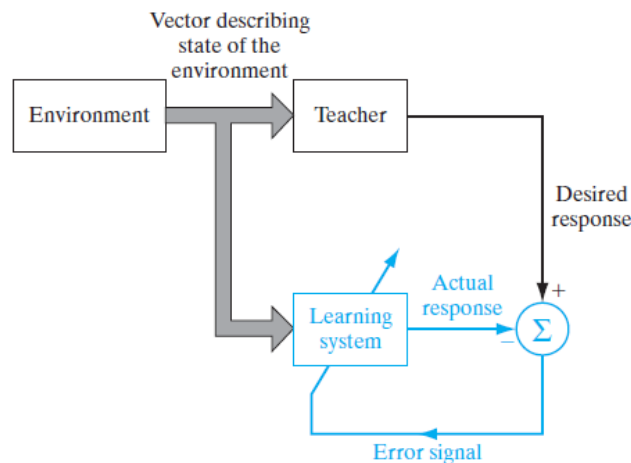 Vector describing
state of the
environment
Environment
Teacher
Desired
response
+
Actual
response
Learning
system
−
Σ
Error signal